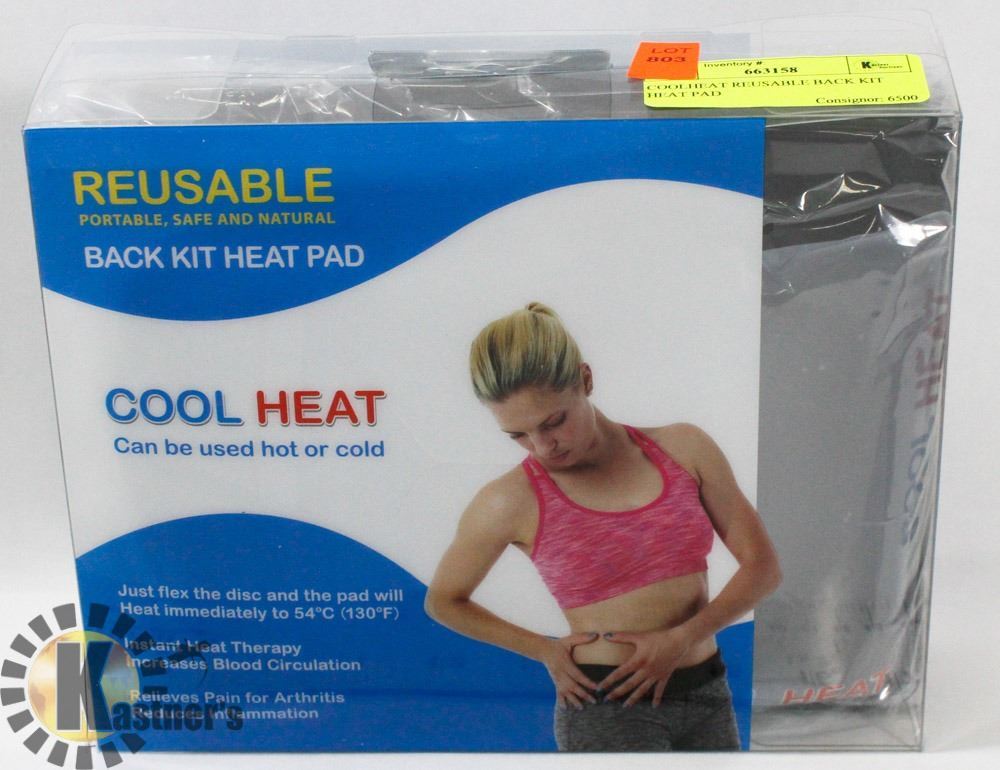 LOT
803
Inventory #
663158
COOLHEAT REUSABLE BACK KIT
HEAT PAD
Consignor: 6500
REUSABLE
PORTABLE, SAFE AND NATURAL
BACK KIT HEAT PAD
COOL HEAT
Can be used hot or cold
Just flex the disc and the pad will
Heat immediately to 54°C (130°F)
Instant Heat Therapy
Increases Blood Circulation
Relieves Pain for Arthritis
Reduces Inflammation
COOL HEAT
HEAT
Kastner's